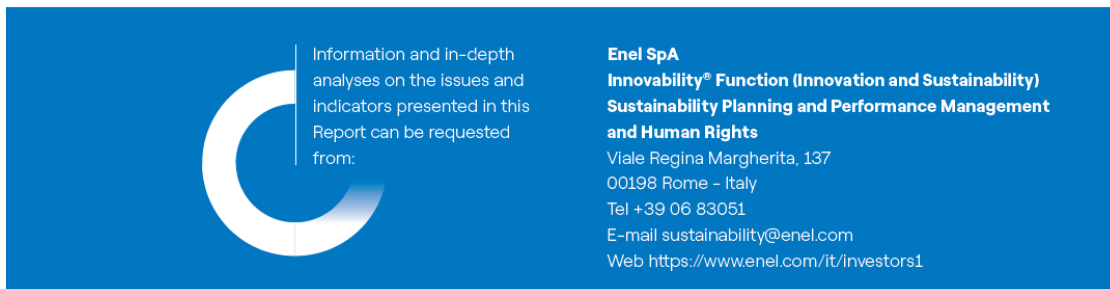 Information and in-depth
analyses on the issues and
indicators presented in this
Report can be requested
from:
Enel SpA
Innovability® Function (Innovation and Sustainability)
Sustainability Planning and Performance Management
and Human Rights
Viale Regina Margherita, 137
00198 Rome - Italy
Tel +39 06 83051
E-mail sustainability@enel.com
Web https://www.enel.com/it/investors1